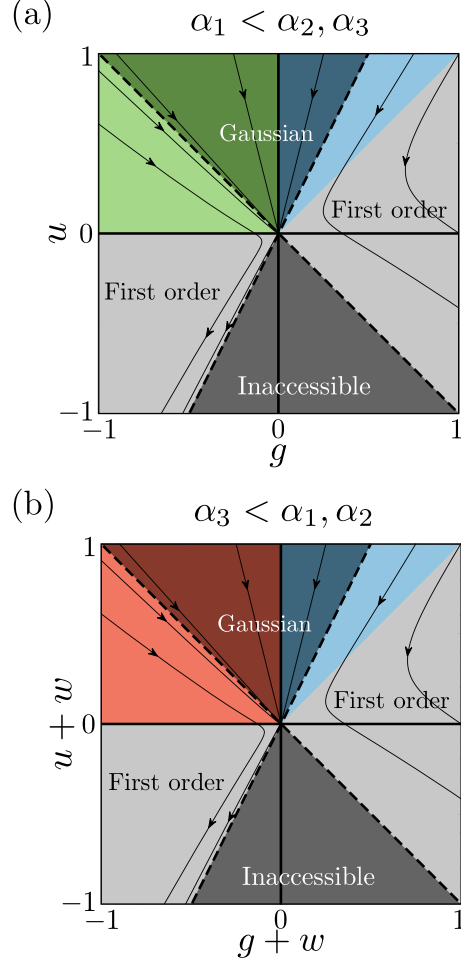 (a)
α₁ < α₂, α₃
1
Gaussian
u
0
First order
First order
Inaccessible
−1
−1
0
1
g
(b)
α₃ < α₁, α₂
1
Gaussian
u + w
0
First order
First order
Inaccessible
−1
−1
0
1
g + w